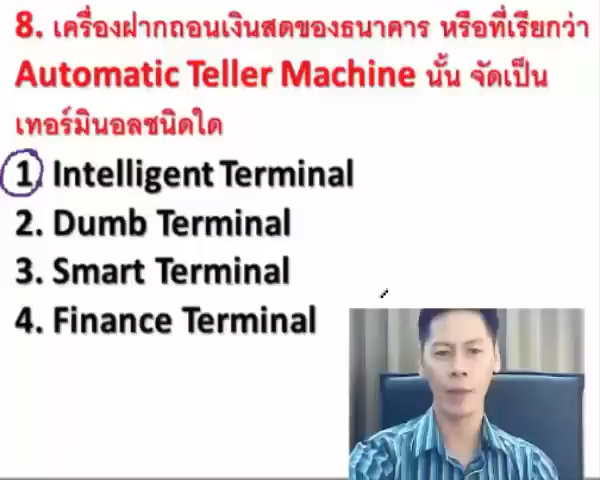 8. เครื่องฝากถอนเงินสดของธนาคาร หรือที่เรียกว่า
Automatic Teller Machine นั้น จัดเป็น
เทอร์มินอลชนิดใด
1. Intelligent Terminal
2. Dumb Terminal
3. Smart Terminal
4. Finance Terminal